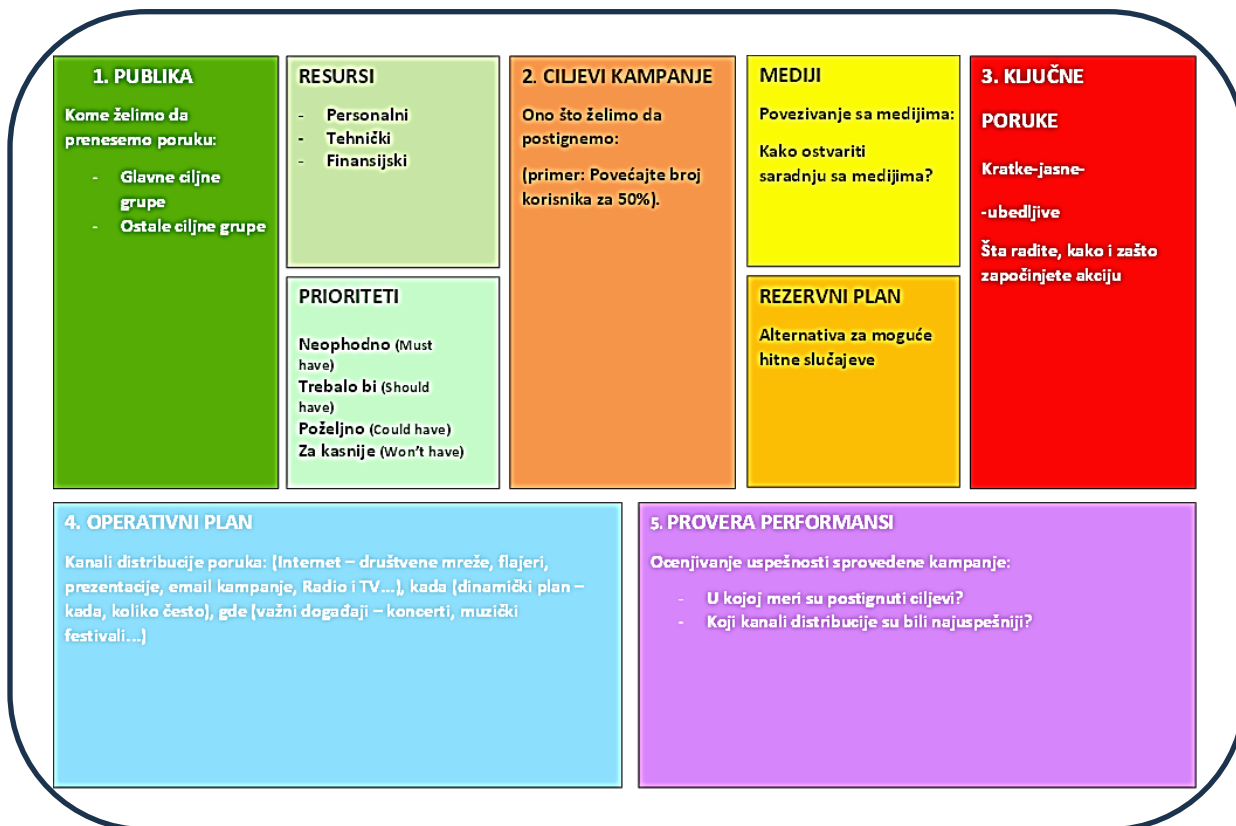 1. PUBLIKA
Kome želimo da
prenesemo poruku:
- Glavne ciljne
grupe
- Ostale ciljne grupe
RESURSI
- Personalni
- Tehnički
- Finansijski
PRIORITETI
Neophodno (Must
have)
Trebalo bi (Should
have)
Poželjno (Could have)
Za kasnije (Won't have)
2. CILJEVI KAMPANJE
Ono što želimo da
postignemo:
(primer: Povećajte broj
korisnika za 50%).
MEDIJI
Povezivanje sa medijima:
Kako ostvariti
saradnju sa medijima?
REZERVNI PLAN
Alternativa za moguće
hitne slučajeve
3. KLJUČNE
PORUKE
Kratke-jasne-
-ubedljive
Šta radite, kako i zašto
započinjete akciju
4. OPERATIVNI PLAN
Kanali distribucije poruka: (Internet – društvene mreže, flajeri,
prezentacije, email kampanje, Radio i TV...), kada (dinamički plan –
kada, koliko često), gde (važni događaji – koncerti, muzički
festivali...)
5. PROVERA PERFORMANSI
Ocenjivanje uspešnosti sprovedene kampanje:
- U kojoj meri su postignuti ciljevi?
- Koji kanali distribucije su bili najuspešniji?